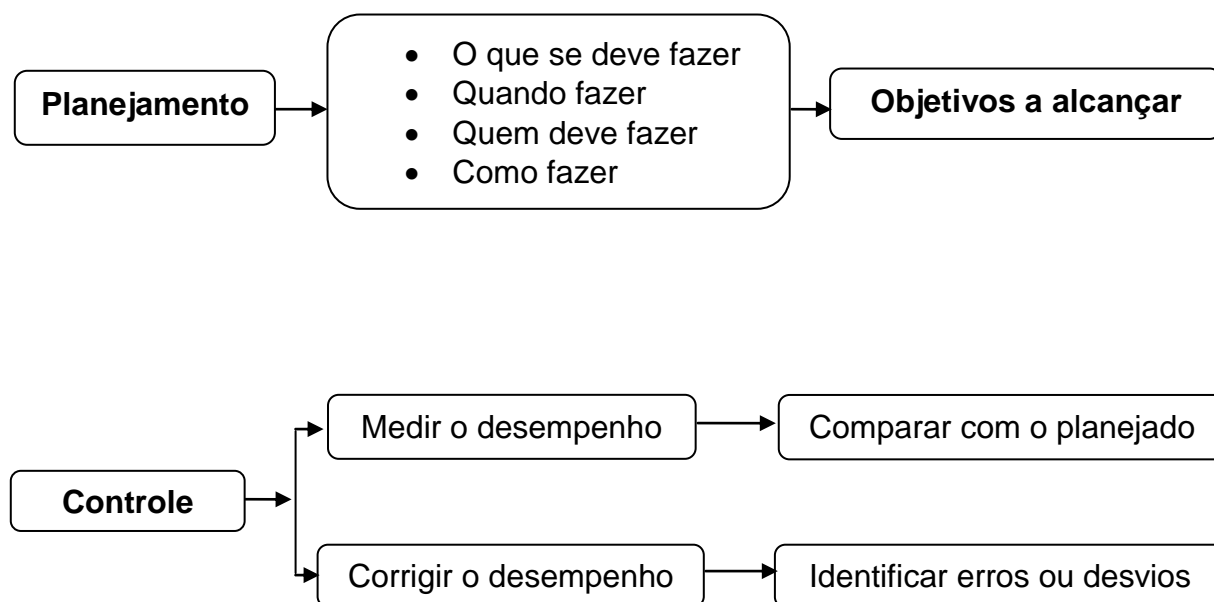 Planejamento
• O que se deve fazer
• Quando fazer
• Quem deve fazer
• Como fazer
Objetivos a alcançar
Controle
Medir o desempenho
Comparar com o planejado
Corrigir o desempenho
Identificar erros ou desvios